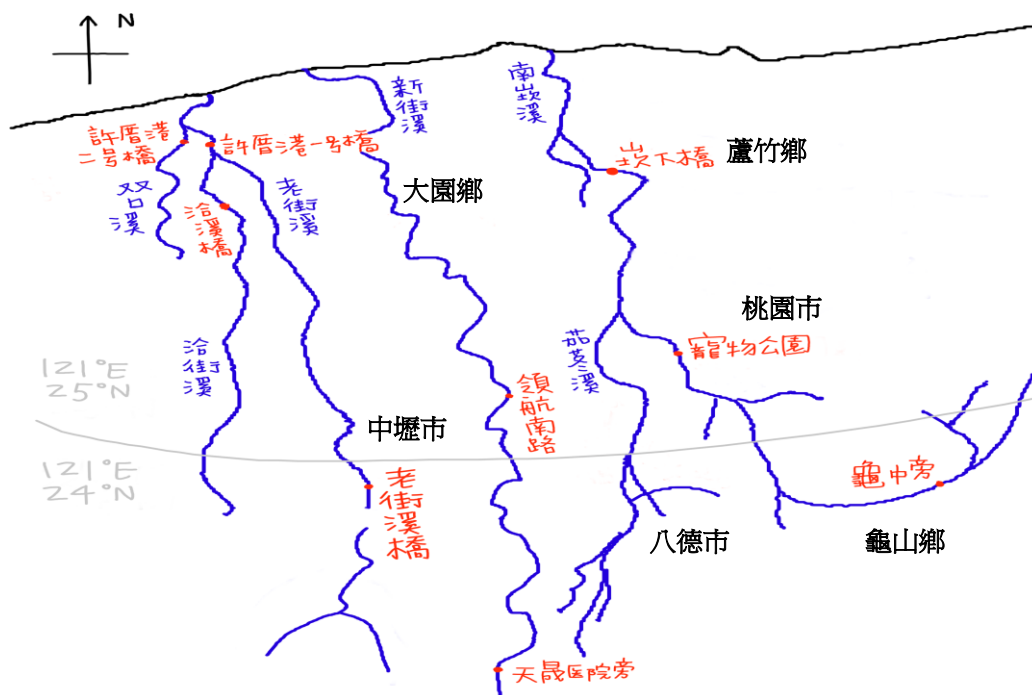 N
許厝港
二号橋
許厝港一号橋
新街溪
南崁溪
崁下橋
蘆竹鄉
双口溪
洽溪橋
老街溪
大園鄉
洽街溪
茄苳溪
桃園市
寵物公園
121°E
25°N
中壢市
領航南路
121°E
24°N
老街溪橋
龜中旁
八德市
龜山鄉
天晟医院旁